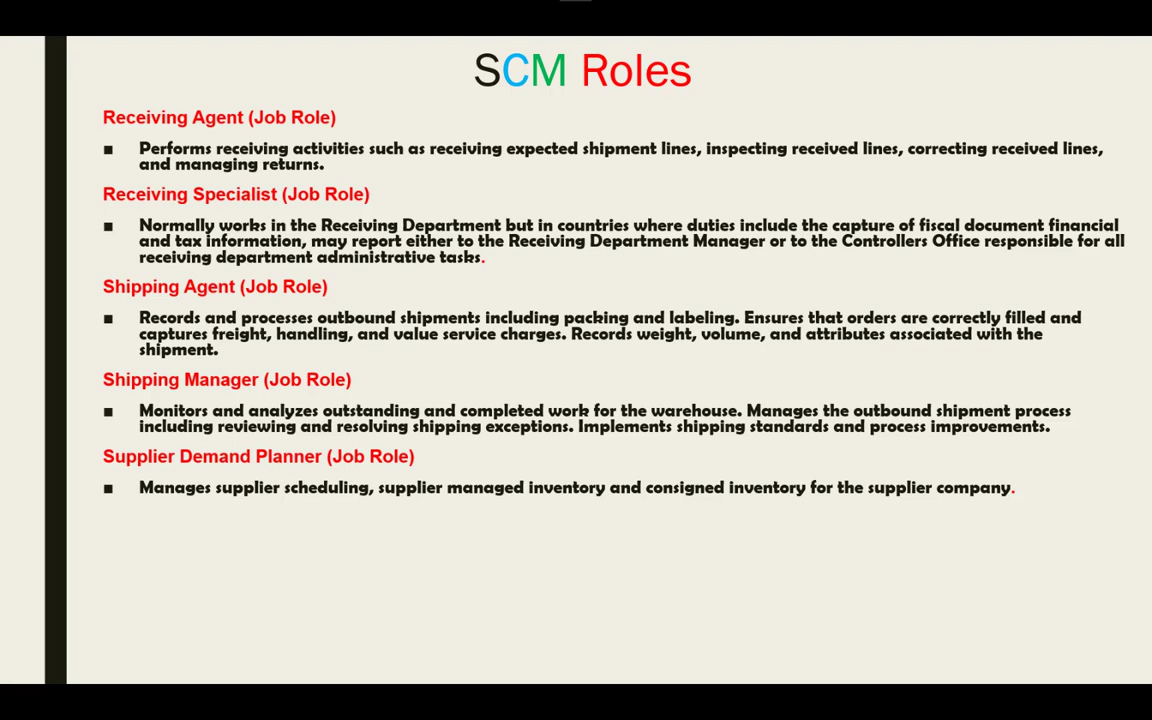 SCM Roles
Receiving Agent (Job Role)
■ Performs receiving activities such as receiving expected shipment lines, inspecting received lines, correcting received lines,
and managing returns.
Receiving Specialist (Job Role)
■ Normally works in the Receiving Department but in countries where duties include the capture of fiscal document financial
and tax information, may report either to the Receiving Department Manager or to the Controllers Office responsible for all
receiving department administrative tasks.
Shipping Agent (Job Role)
■ Records and processes outbound shipments including packing and labeling. Ensures that orders are correctly filled and
captures freight, handling, and value service charges. Records weight, volume, and attributes associated with the
shipment.
Shipping Manager (Job Role)
■ Monitors and analyzes outstanding and completed work for the warehouse. Manages the outbound shipment process
including reviewing and resolving shipping exceptions. Implements shipping standards and process improvements.
Supplier Demand Planner (Job Role)
■ Manages supplier scheduling, supplier managed inventory and consigned inventory for the supplier company.